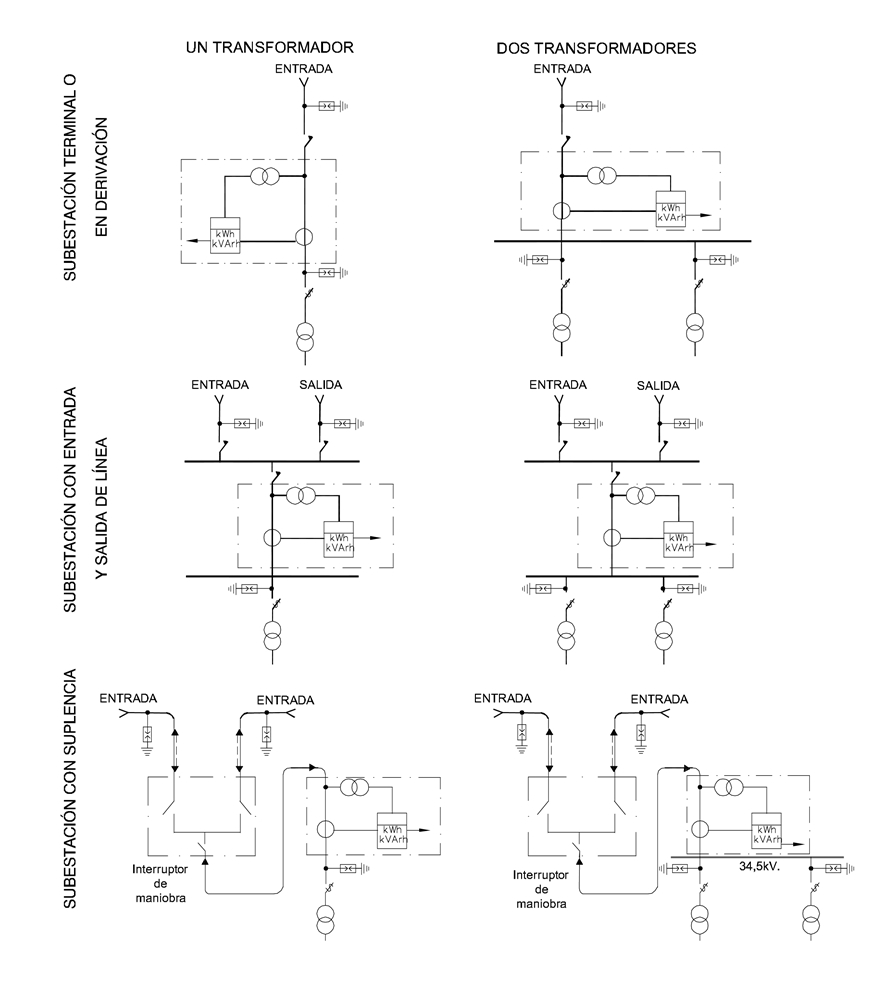 UN TRANSFORMADOR
DOS TRANSFORMADORES
SUBESTACIÓN TERMINAL O
EN DERIVACIÓN
ENTRADA
kWh
kVArh
ENTRADA
kWh
kVArh
SUBESTACIÓN CON ENTRADA
Y SALIDA DE LÍNEA
ENTRADA
SALIDA
kWh
kVArh
ENTRADA
SALIDA
kWh
kVArh
SUBESTACIÓN CON SUPLENCIA
ENTRADA
ENTRADA
kWh
kVArh
Interruptor
de
maniobra
ENTRADA
ENTRADA
kWh
kVArh
34,5kV.
Interruptor
de
maniobra